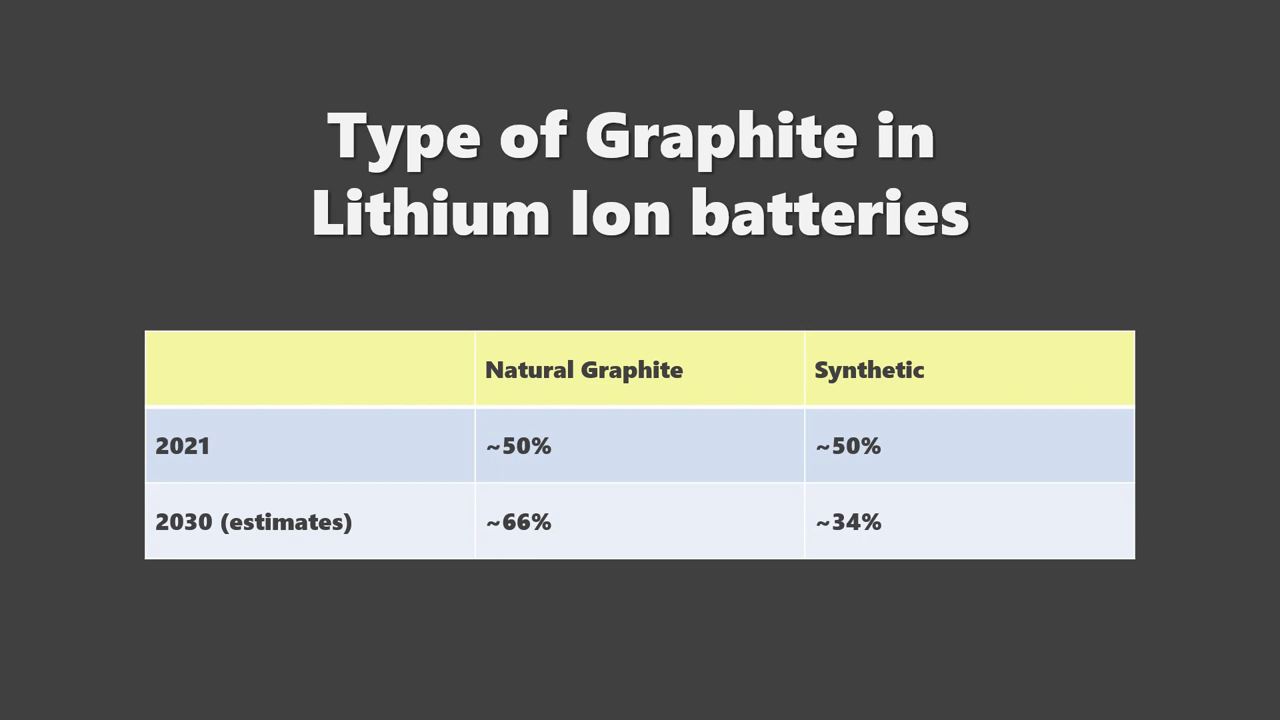 Type of Graphite in
Lithium Ion batteries
Natural Graphite Synthetic
2021 ~50% ~50%
2030 (estimates) ~66% ~34%